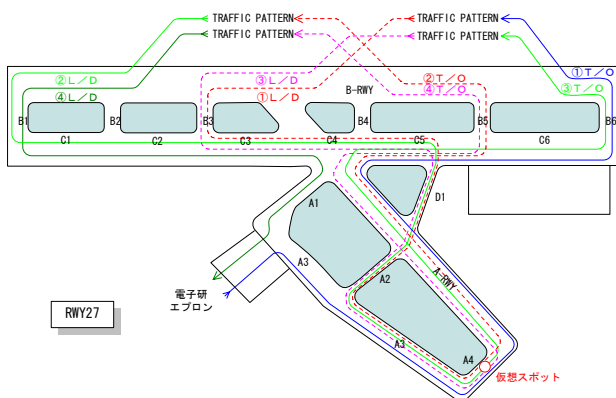 TRAFFIC PATTERN
TRAFFIC PATTERN
TRAFFIC PATTERN
TRAFFIC PATTERN
①T/O
②L/D
③L/D
②T/O
B-RWY
③T/O
④L/D
①L/D
④T/O
B1
B2
B3
B4
B5
B6
C1
C2
C3
C4
C5
C6
D1
A1
A3
A2
A-RWY
電子研
エプロン
RWY27
A3
A4
仮想スポット